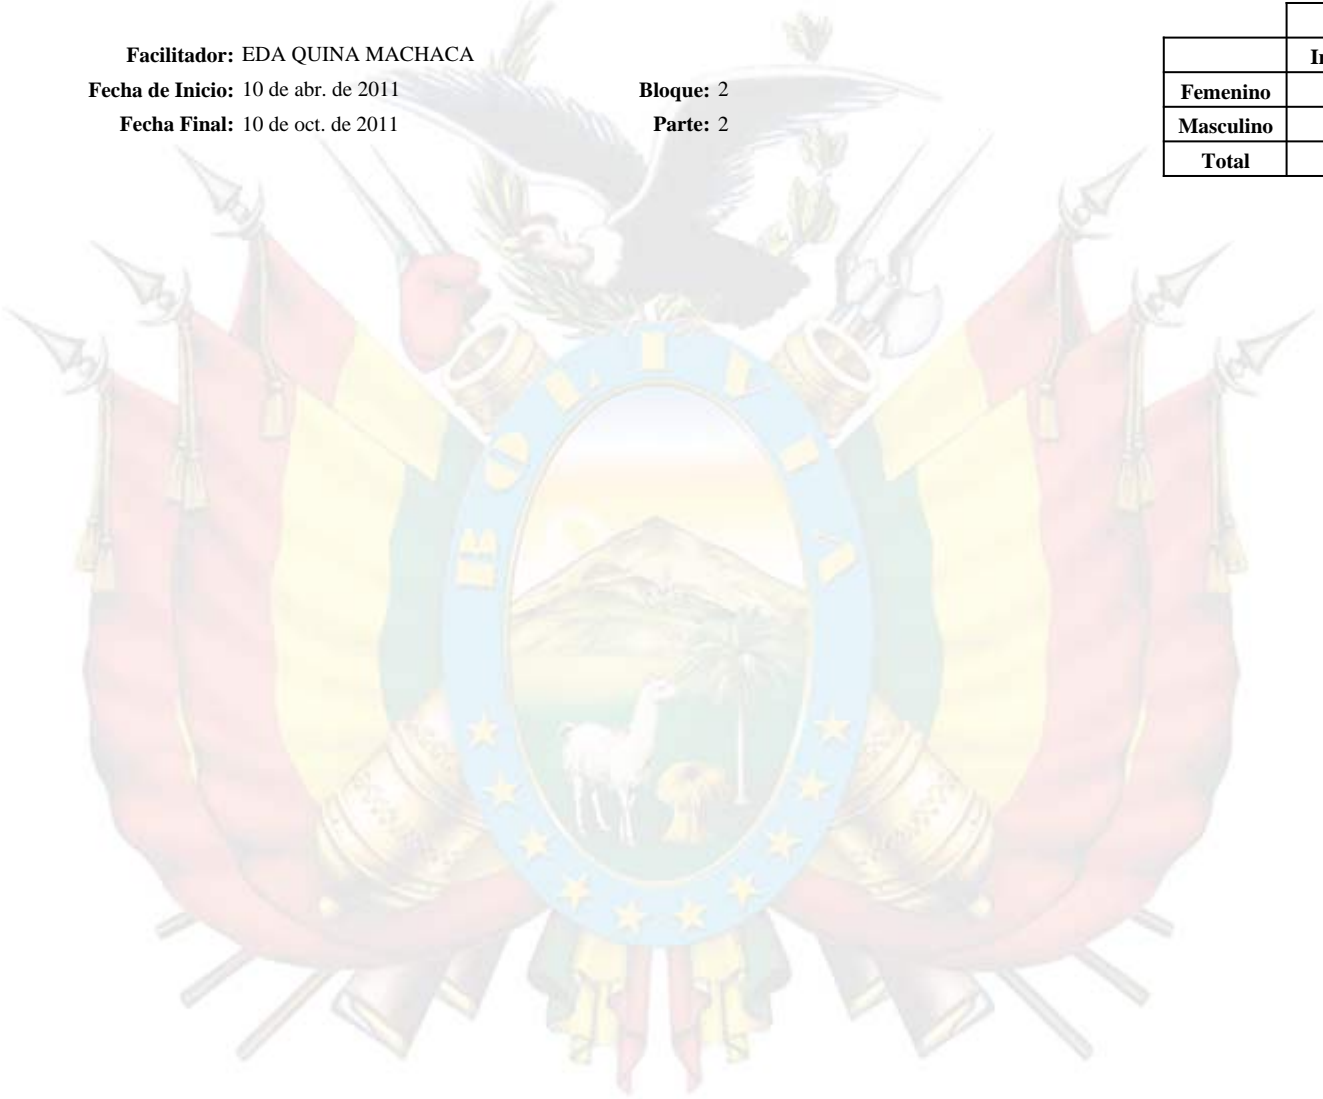 Facilitador: EDA QUINA MACHACA
Fecha de Inicio: 10 de abr. de 2011 Bloque: 2
Fecha Final: 10 de oct. de 2011 Parte: 2
Femenino
Masculino
Total
BOLIVIA